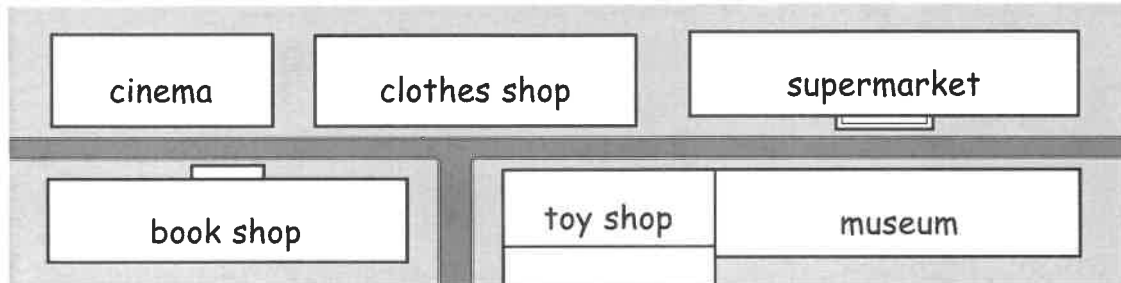 cinema
clothes shop
supermarket
book shop
toy shop
museum